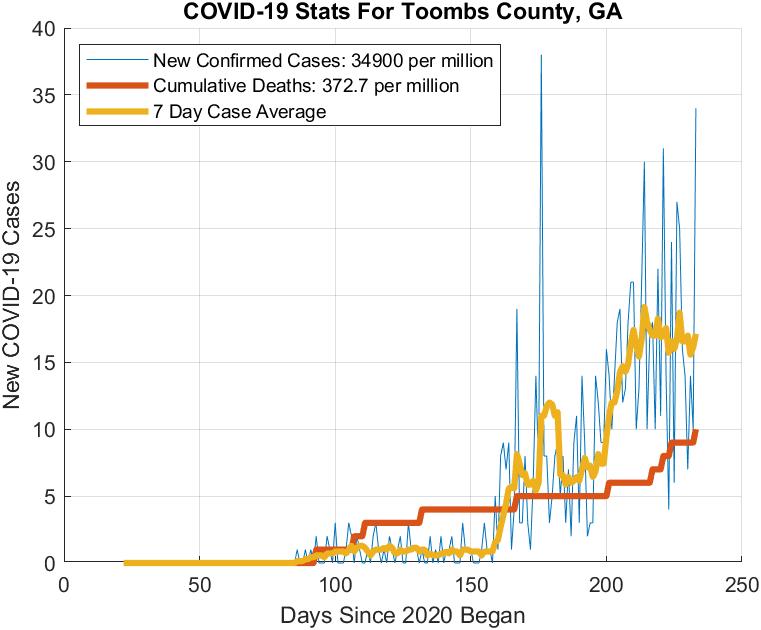 COVID-19 Stats For Toombs County, GA
New Confirmed Cases: 34900 per million
Cumulative Deaths: 372.7 per million
7 Day Case Average
New COVID-19 Cases
40
35
30
25
20
15
10
5
0
0 50 100 150 200 250
Days Since 2020 Began